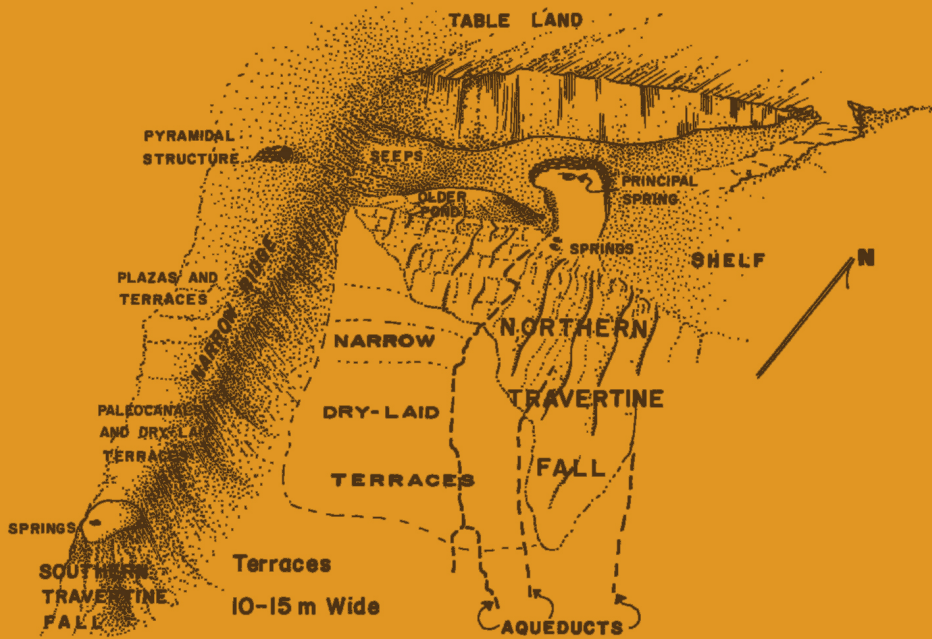 TABLE LAND
PYRAMIDAL
STRUCTURE
SEEPS
PRINCIPAL
SPRING
OLDER
POND
SPRINGS
SHELF
N
PLAZAS AND
TERRACES
NARROW RIDGE
NORTHERN
TRAVERTINE
FALL
NARROW
DRY-LAID
TERRACES
PALEOCANALS
AND DRY-LAID
TERRACES
SPRINGS
SOUTHERN
TRAVERTINE
FALL
Terraces
10-15 m Wide
AQUEDUCTS